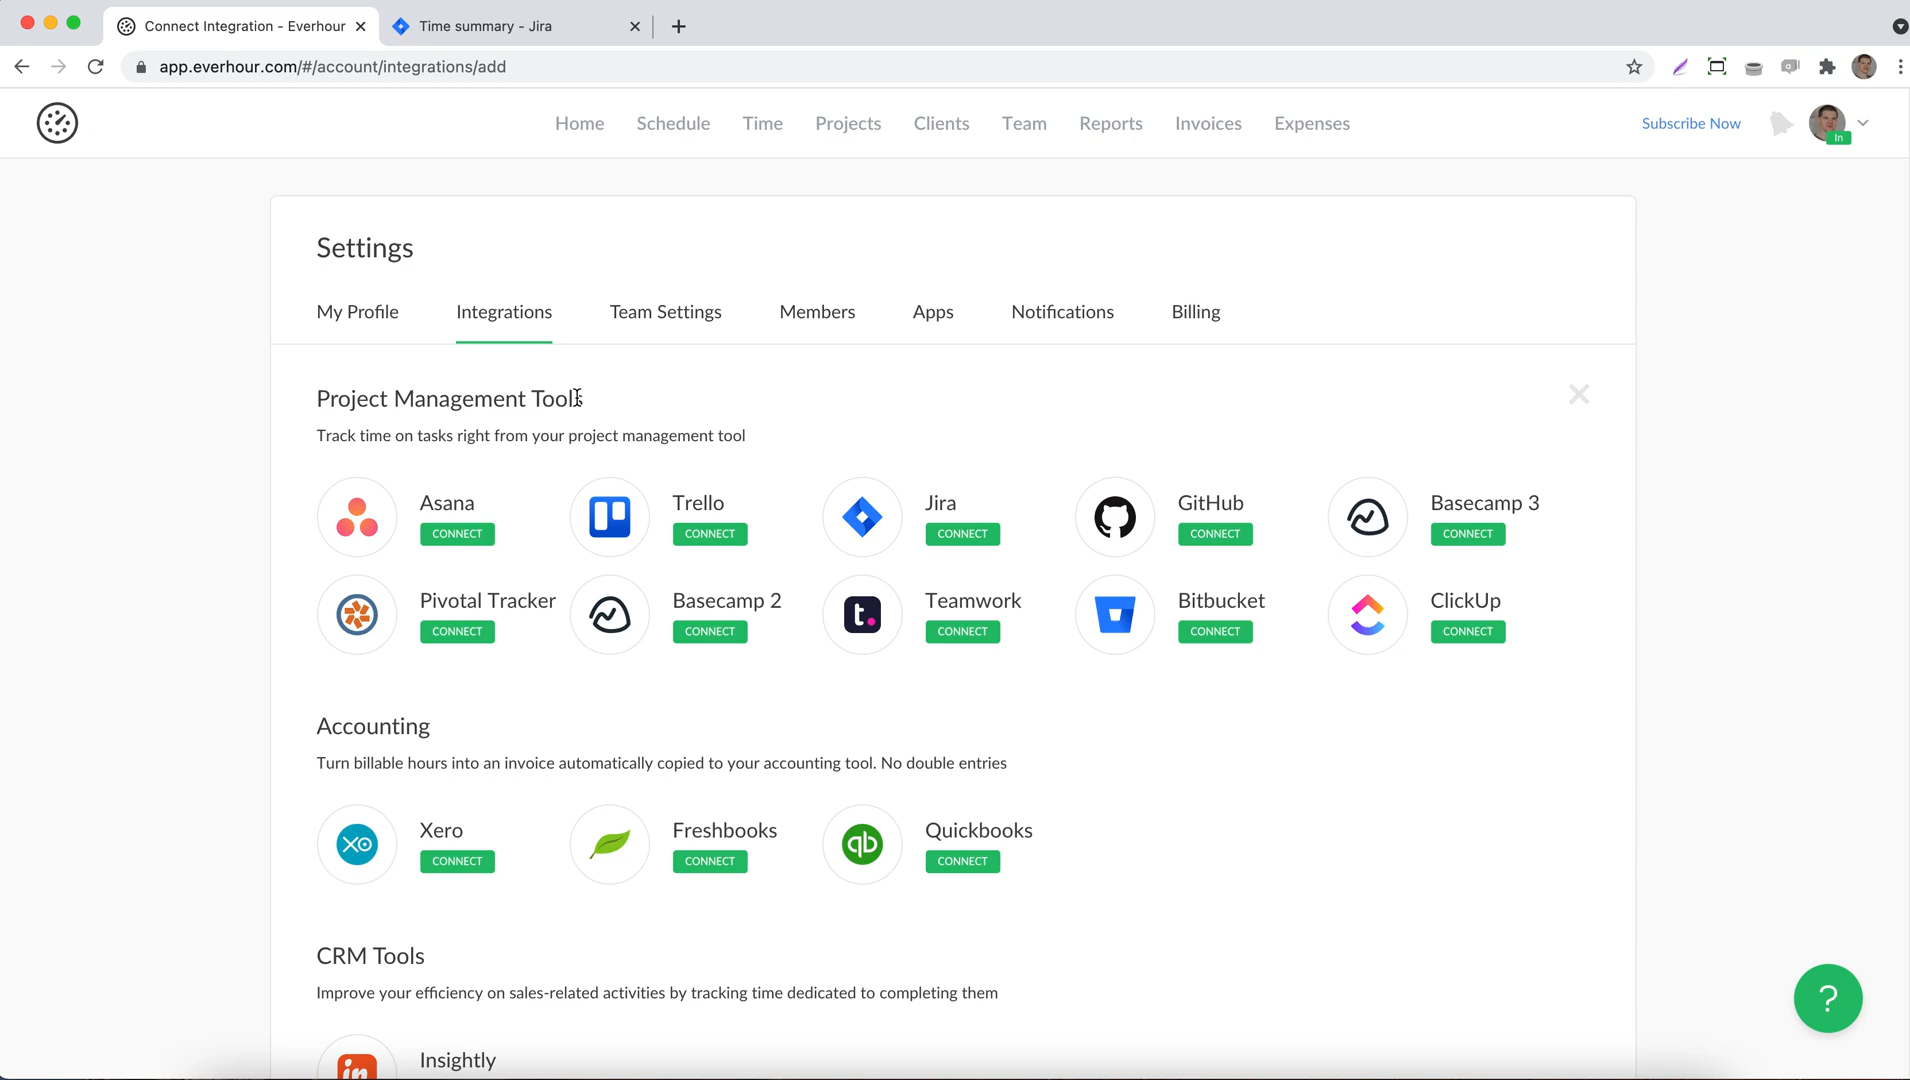 Connect Integration - Everhour
Time summary - Jira
app.everhour.com/#/account/integrations/add
Home Schedule Time Projects Clients Team Reports Invoices Expenses
Subscribe Now
In
Settings
My Profile Integrations Team Settings Members Apps Notifications Billing
Project Management Tools
Track time on tasks right from your project management tool
Asana Trello Jira GitHub Basecamp 3
CONNECT CONNECT CONNECT CONNECT CONNECT
Pivotal Tracker Basecamp 2 Teamwork Bitbucket ClickUp
t.
CONNECT CONNECT CONNECT CONNECT CONNECT
Accounting
Turn billable hours into an invoice automatically copied to your accounting tool. No double entries
Xero Freshbooks Quickbooks
xo qb
CONNECT CONNECT CONNECT
CRM Tools
Improve your efficiency on sales-related activities by tracking time dedicated to completing them
?
Insightly
in